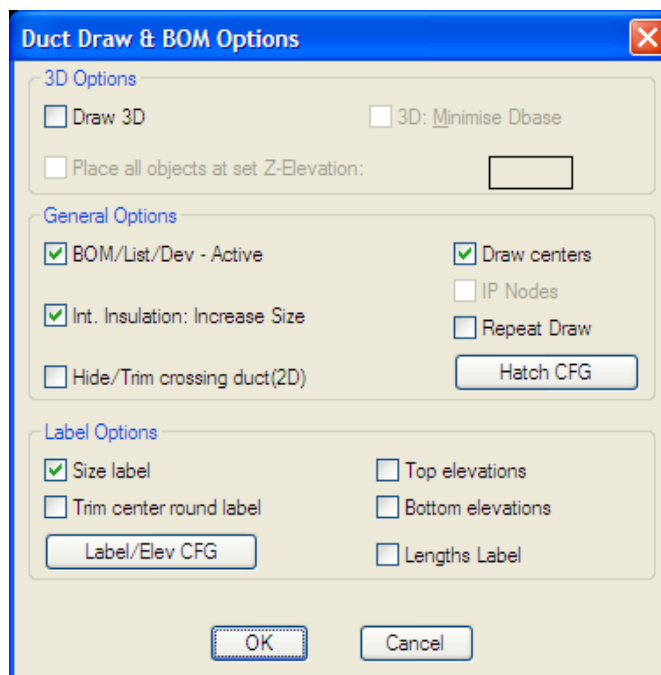 Duct Draw & BOM Options
3D Options
Draw 3D
3D: Minimise Dbase
Place all objects at set Z-Elevation:
General Options
BOM/List/Dev - Active
Draw centers
IP Nodes
Int. Insulation: Increase Size
Repeat Draw
Hide/Trim crossing duct(2D)
Hatch CFG
Label Options
Size label
Top elevations
Trim center round label
Bottom elevations
Label/Elev CFG
Lengths Label
OK
Cancel